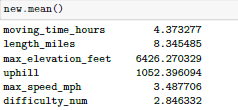 new.mean()
moving_time_hours 4.373277
length_miles 8.345485
max_elevation_feet 6426.270329
uphill 1052.396094
max_speed_mph 3.487706
difficulty_num 2.846332